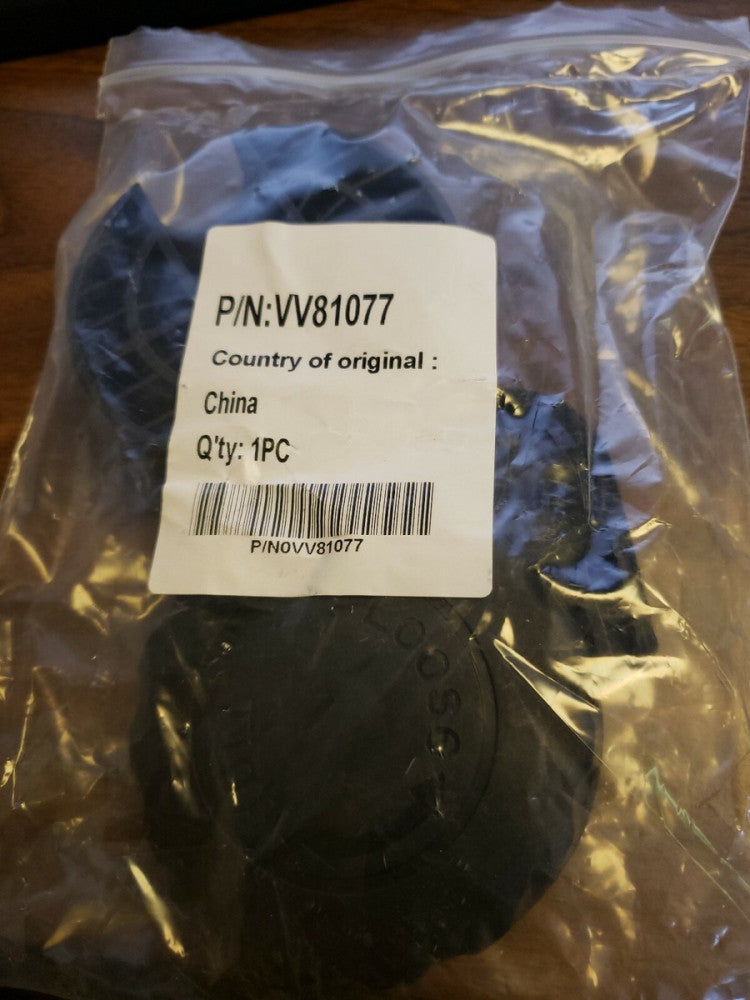 P/N:VV81077
Country of original :
China
Q'ty: 1PC
P/N0VV81077